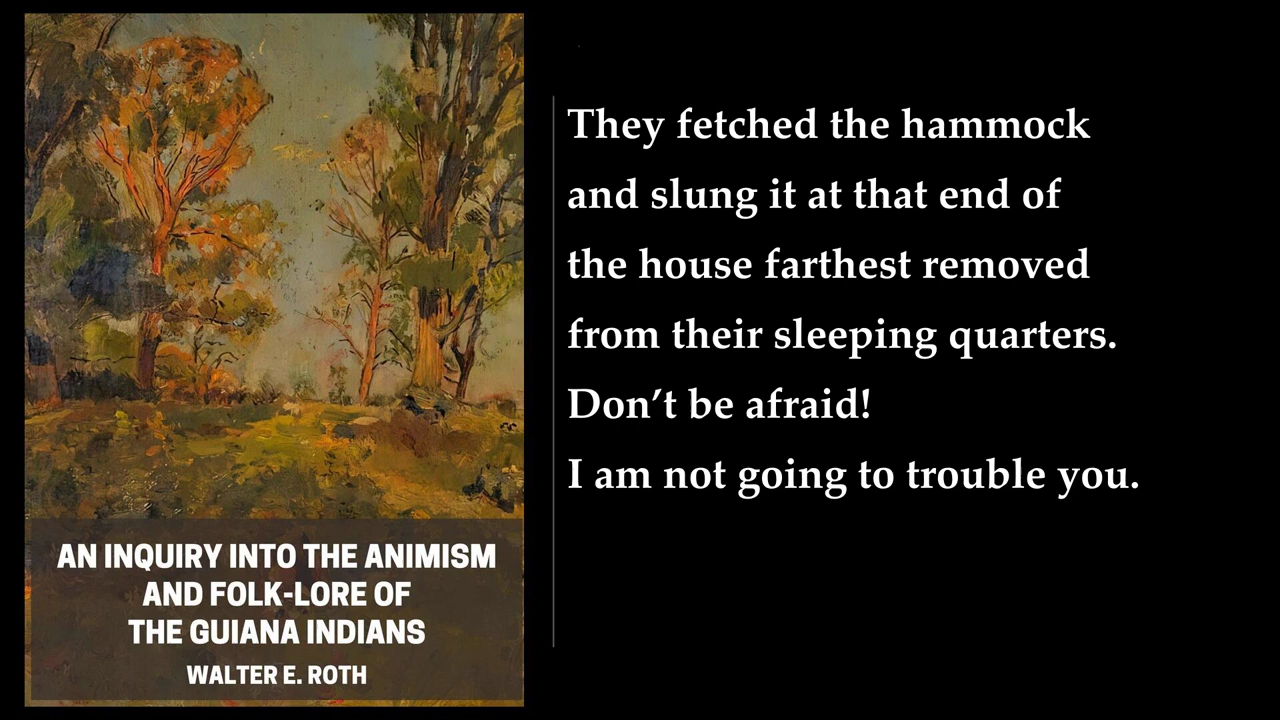 They fetched the hammock
and slung it at that end of
the house farthest removed
from their sleeping quarters.
Don’t be afraid!
I am not going to trouble you.
AN INQUIRY INTO THE ANIMISM
AND FOLK-LORE OF
THE GUIANA INDIANS
WALTER E. ROTH